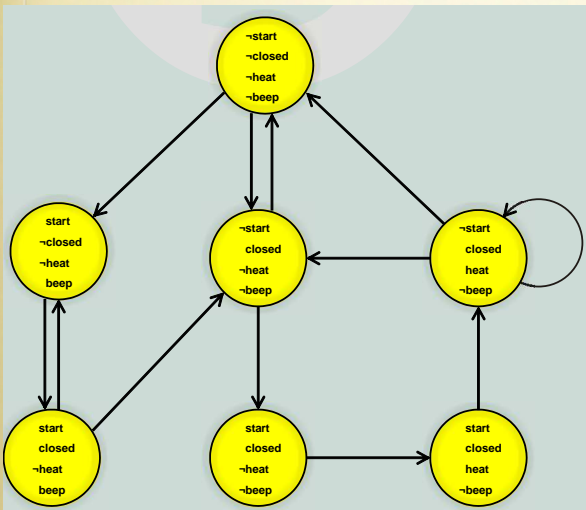 ¬start
¬closed
¬heat
¬beep
start
¬closed
¬heat
beep
¬start
closed
¬heat
¬beep
¬start
closed
heat
¬beep
start
closed
¬heat
beep
start
closed
¬heat
¬beep
start
closed
heat
¬beep